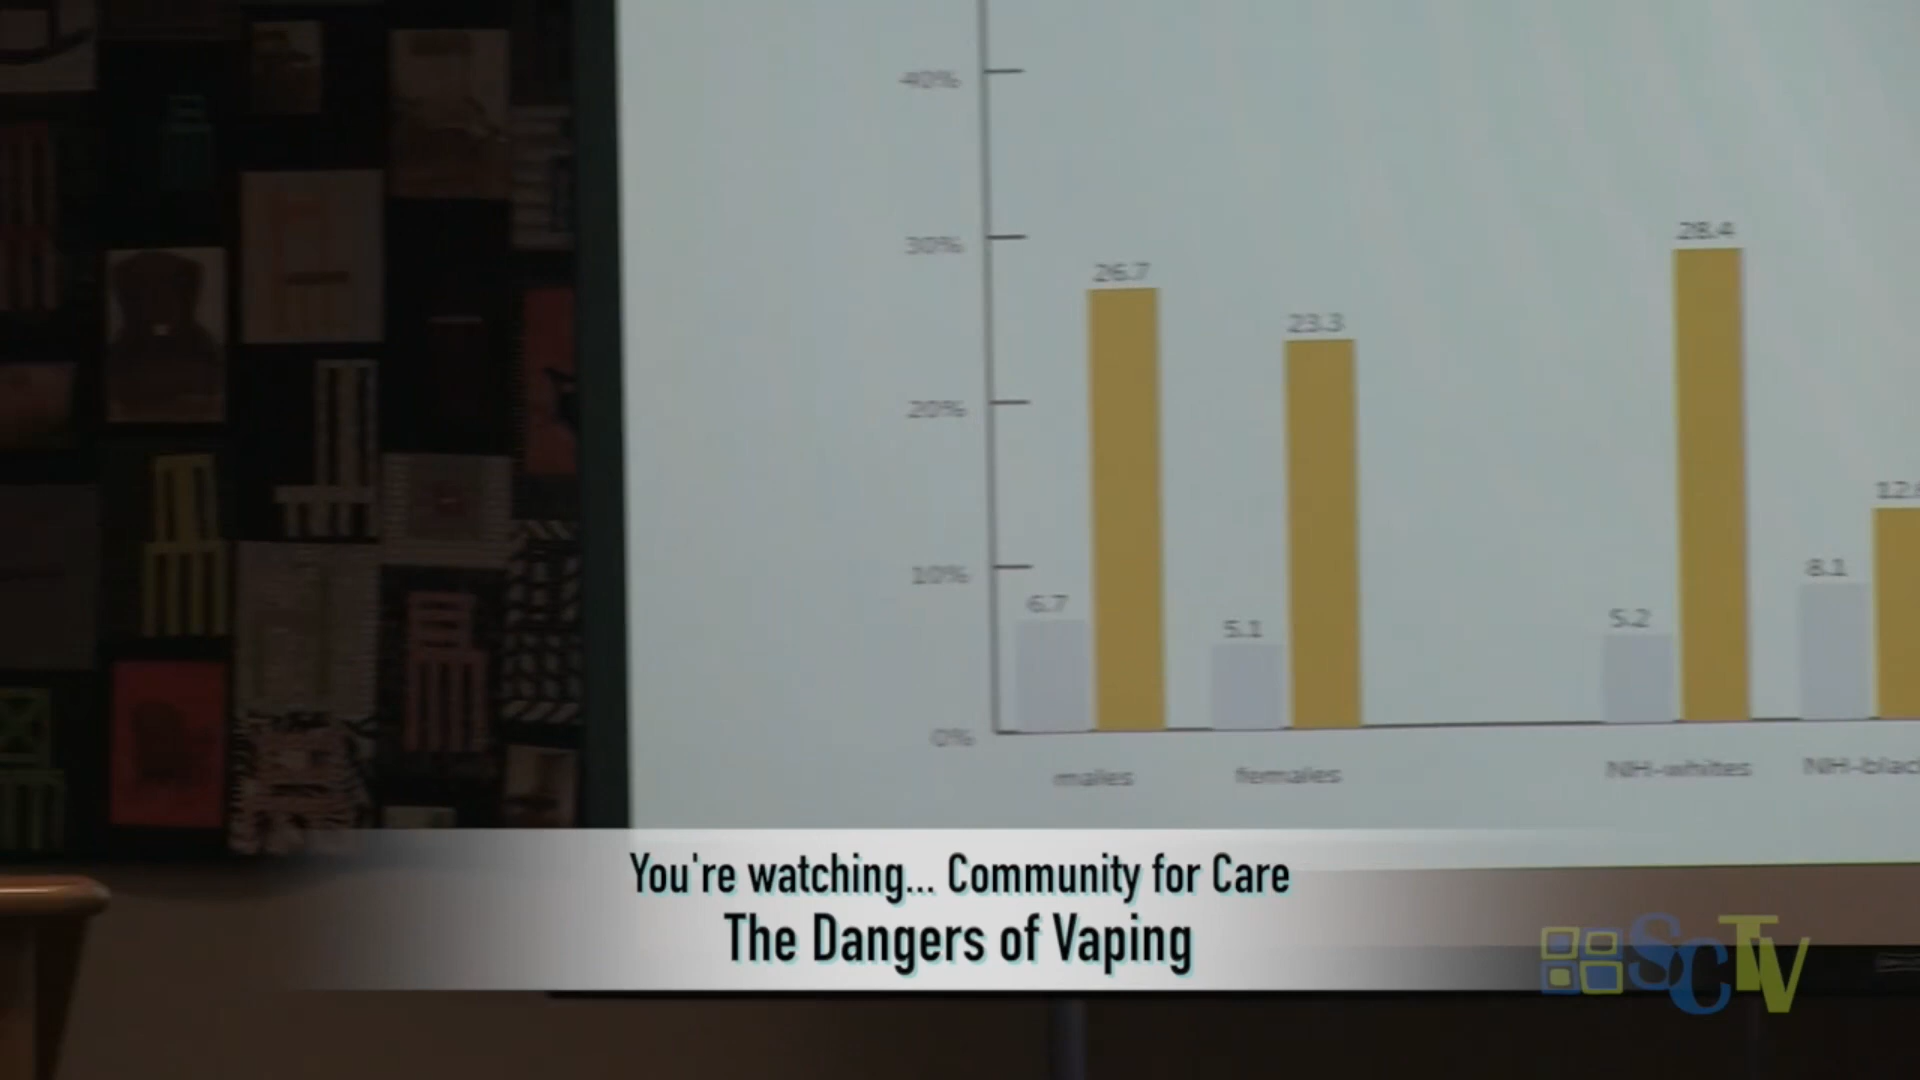 40%
30%
20%
10%
0%
6.7
26.7
5.1
23.3
5.2
28.4
8.1
males
females
NH-whites
You're watching... Community for Care
The Dangers of Vaping
SCTV